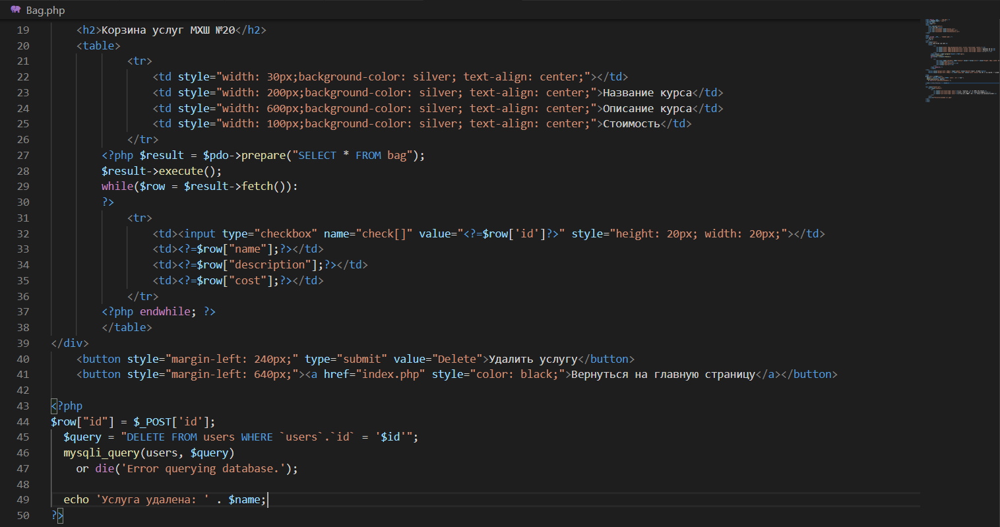 Bag.php
19 <h2>Корзина услуг МХШ №20</h2>
20 <table>
21 <tr>
22 <td style="width: 30px;background-color: silver; text-align: center;"></td>
23 <td style="width: 200px;background-color: silver; text-align: center;">Название курса</td>
24 <td style="width: 600px;background-color: silver; text-align: center;">Описание курса</td>
25 <td style="width: 100px;background-color: silver; text-align: center;">Стоимость</td>
26 </tr>
27 <?php $result = $pdo->prepare("SELECT * FROM bag");
28 $result->execute();
29 while($row = $result->fetch()):
30 ?>
31 <tr>
32 <td><input type="checkbox" name="check[]" value="<?=$row['id']?>" style="height: 20px; width: 20px;"></td>
33 <td><?=$row["name"];?></td>
34 <td><?=$row["description"];?></td>
35 <td><?=$row["cost"];?></td>
36 </tr>
37 <?php endwhile; ?>
38 </table>
39 </div>
40 <button style="margin-left: 240px;" type="submit" value="Delete">Удалить услугу</button>
41 <button style="margin-left: 640px;"><a href="index.php" style="color: black;">Вернуться на главную страницу</a></button>
42
43 <?php
44 $row["id"] = $_POST['id'];
45 $query = "DELETE FROM users WHERE `users`.`id` = '$id'";
46 mysqli_query(users, $query)
47 or die('Error querying database.');
48
49 echo 'Услуга удалена: ' . $name;
50 ?>